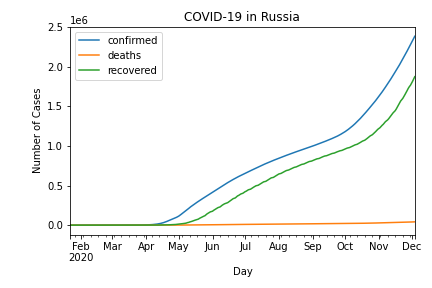 COVID-19 in Russia
1e6
2.5
2.0
1.5
1.0
0.5
0.0
Number of Cases
confirmed
deaths
recovered
Feb Mar Apr May Jun Jul Aug Sep Oct Nov Dec
2020
Day